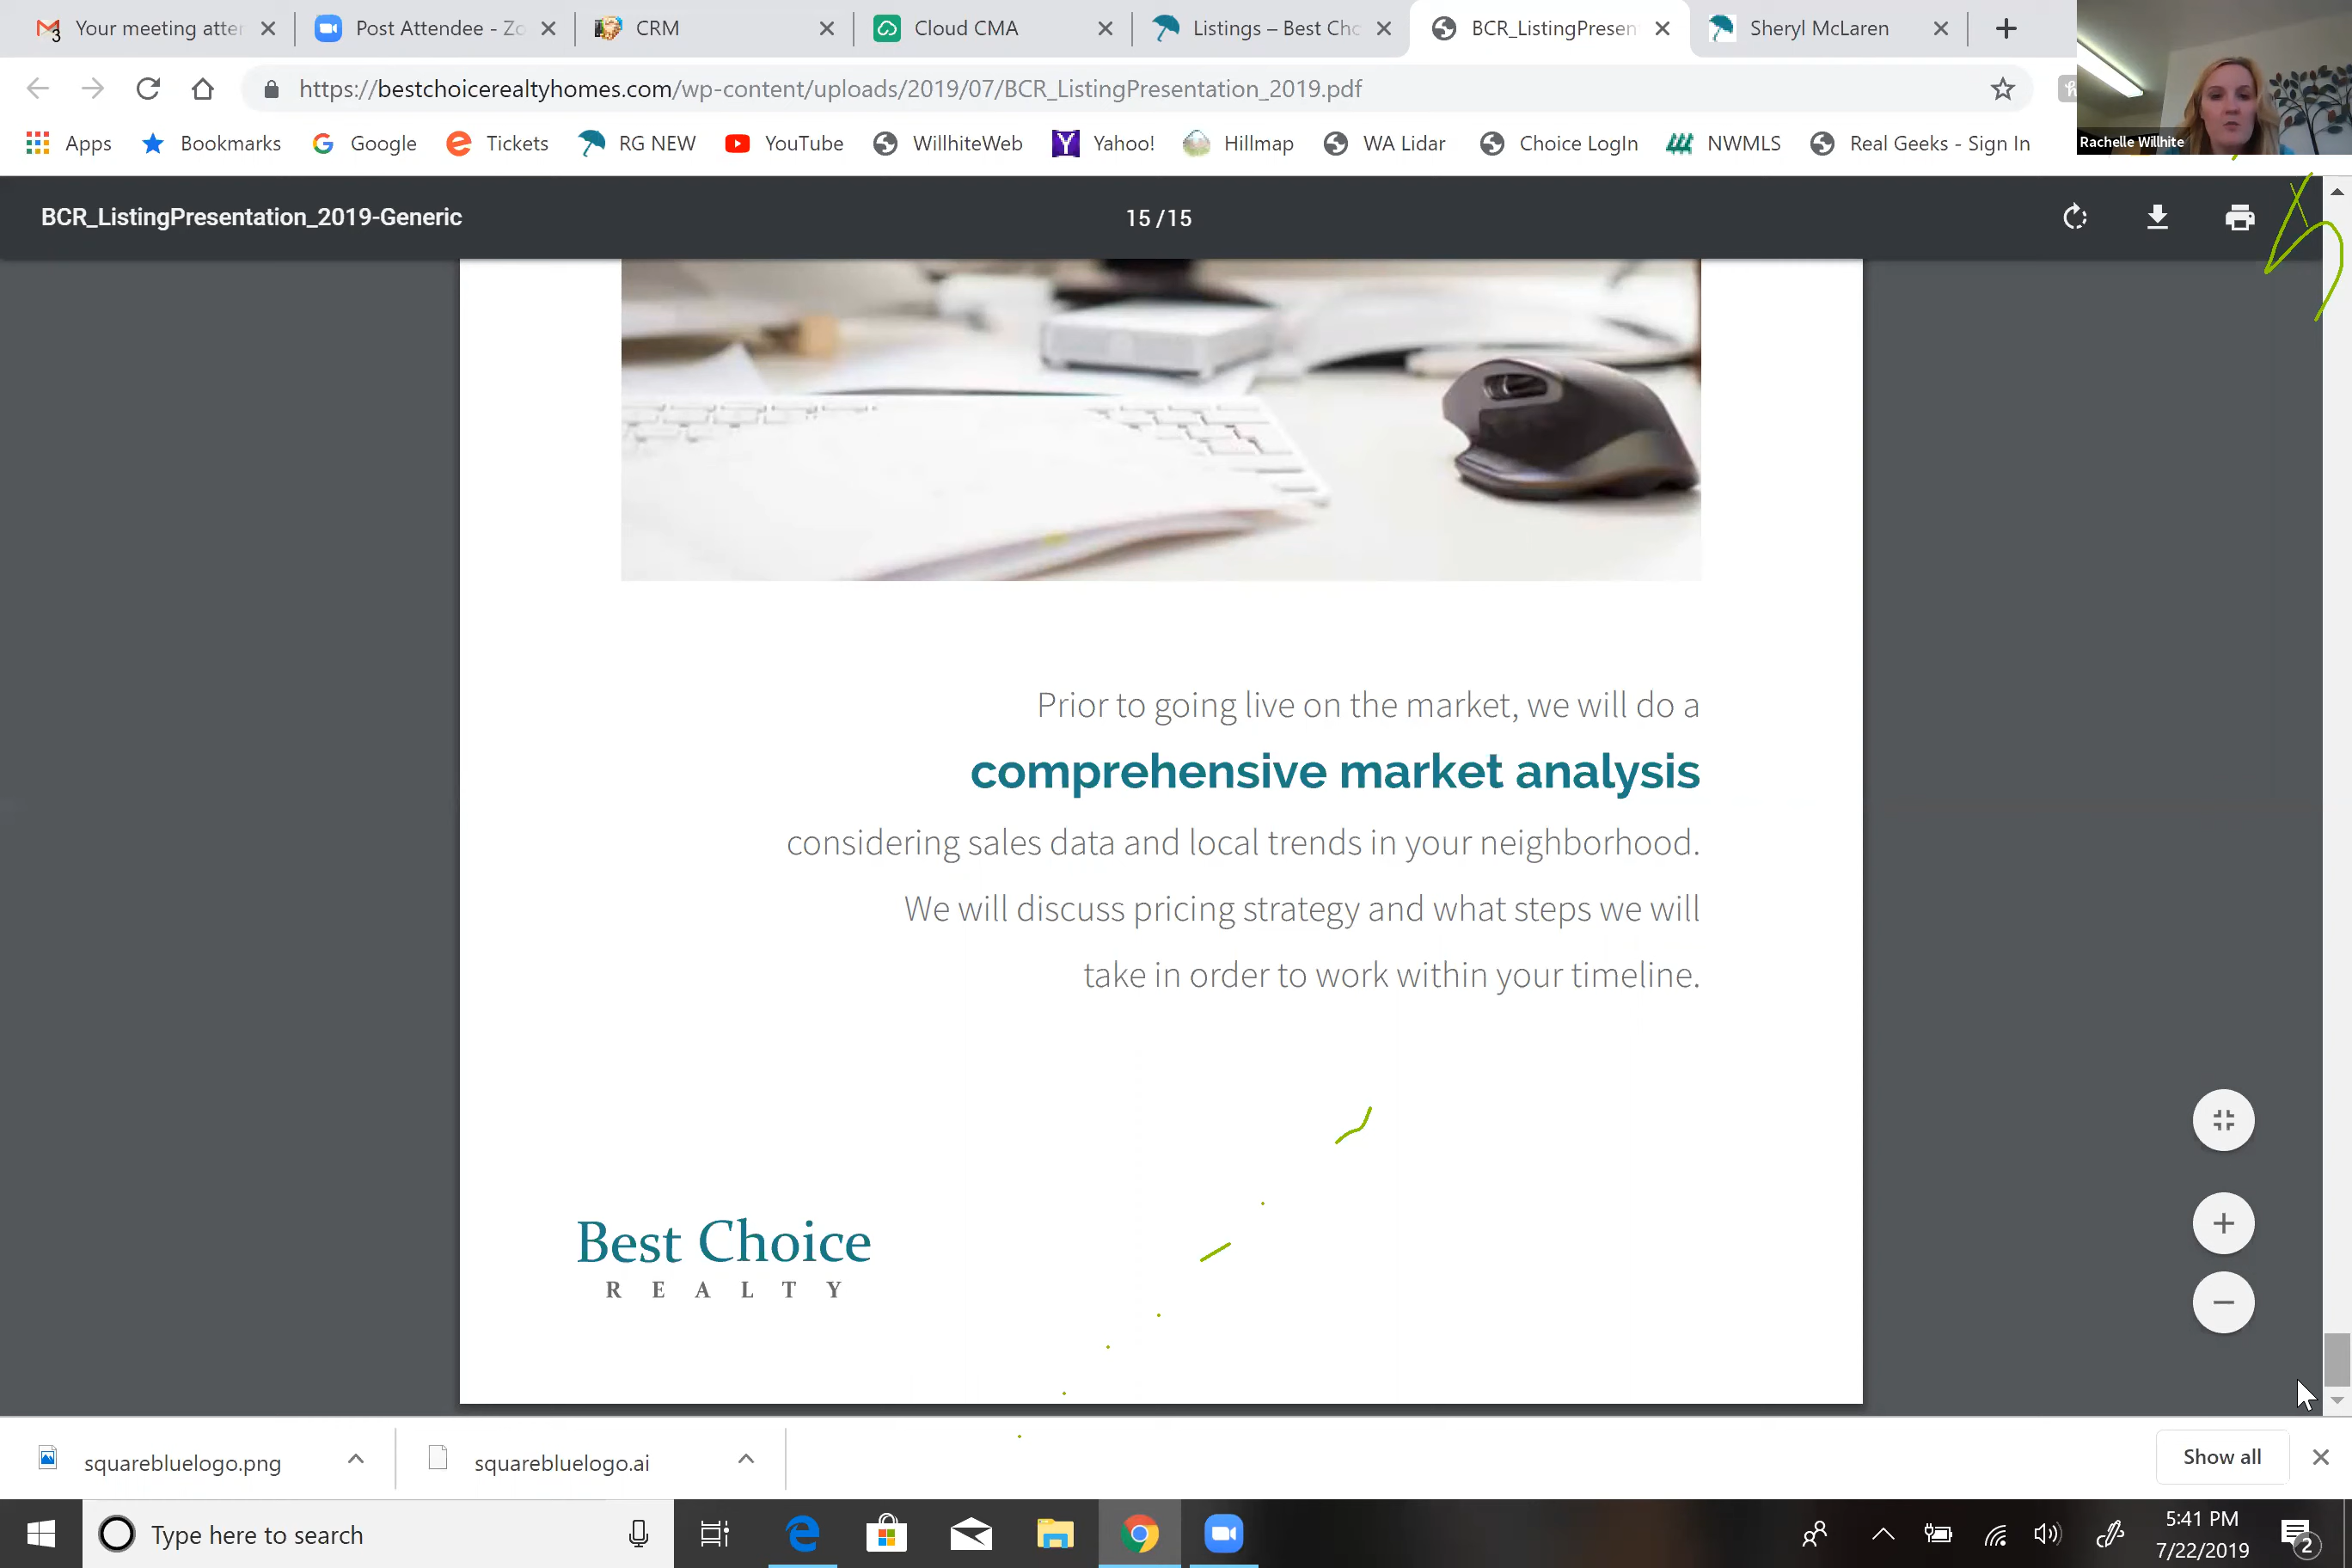 Your meeting atter
Post Attendee - Zo
CRM
Cloud CMA
Listings – Best Cho
BCR_ListingPresen
Sheryl McLaren
https://bestchoicerealtyhomes.com/wp-content/uploads/2019/07/BCR_ListingPresentation_2019.pdf
Apps
Bookmarks
Google
Tickets
RG NEW
YouTube
WillhiteWeb
Yahoo!
Hillmap
WA Lidar
Choice LogIn
NWMLS
Real Geeks - Sign In
Rachelle Willhite
BCR_ListingPresentation_2019-Generic
15 / 15
Prior to going live on the market, we will do a
comprehensive market analysis
considering sales data and local trends in your neighborhood.
We will discuss pricing strategy and what steps we will
take in order to work within your timeline.
Best Choice
REALTY
squarebluelogo.png
squarebluelogo.ai
Show all
Type here to search
5:41 PM
7/22/2019
2